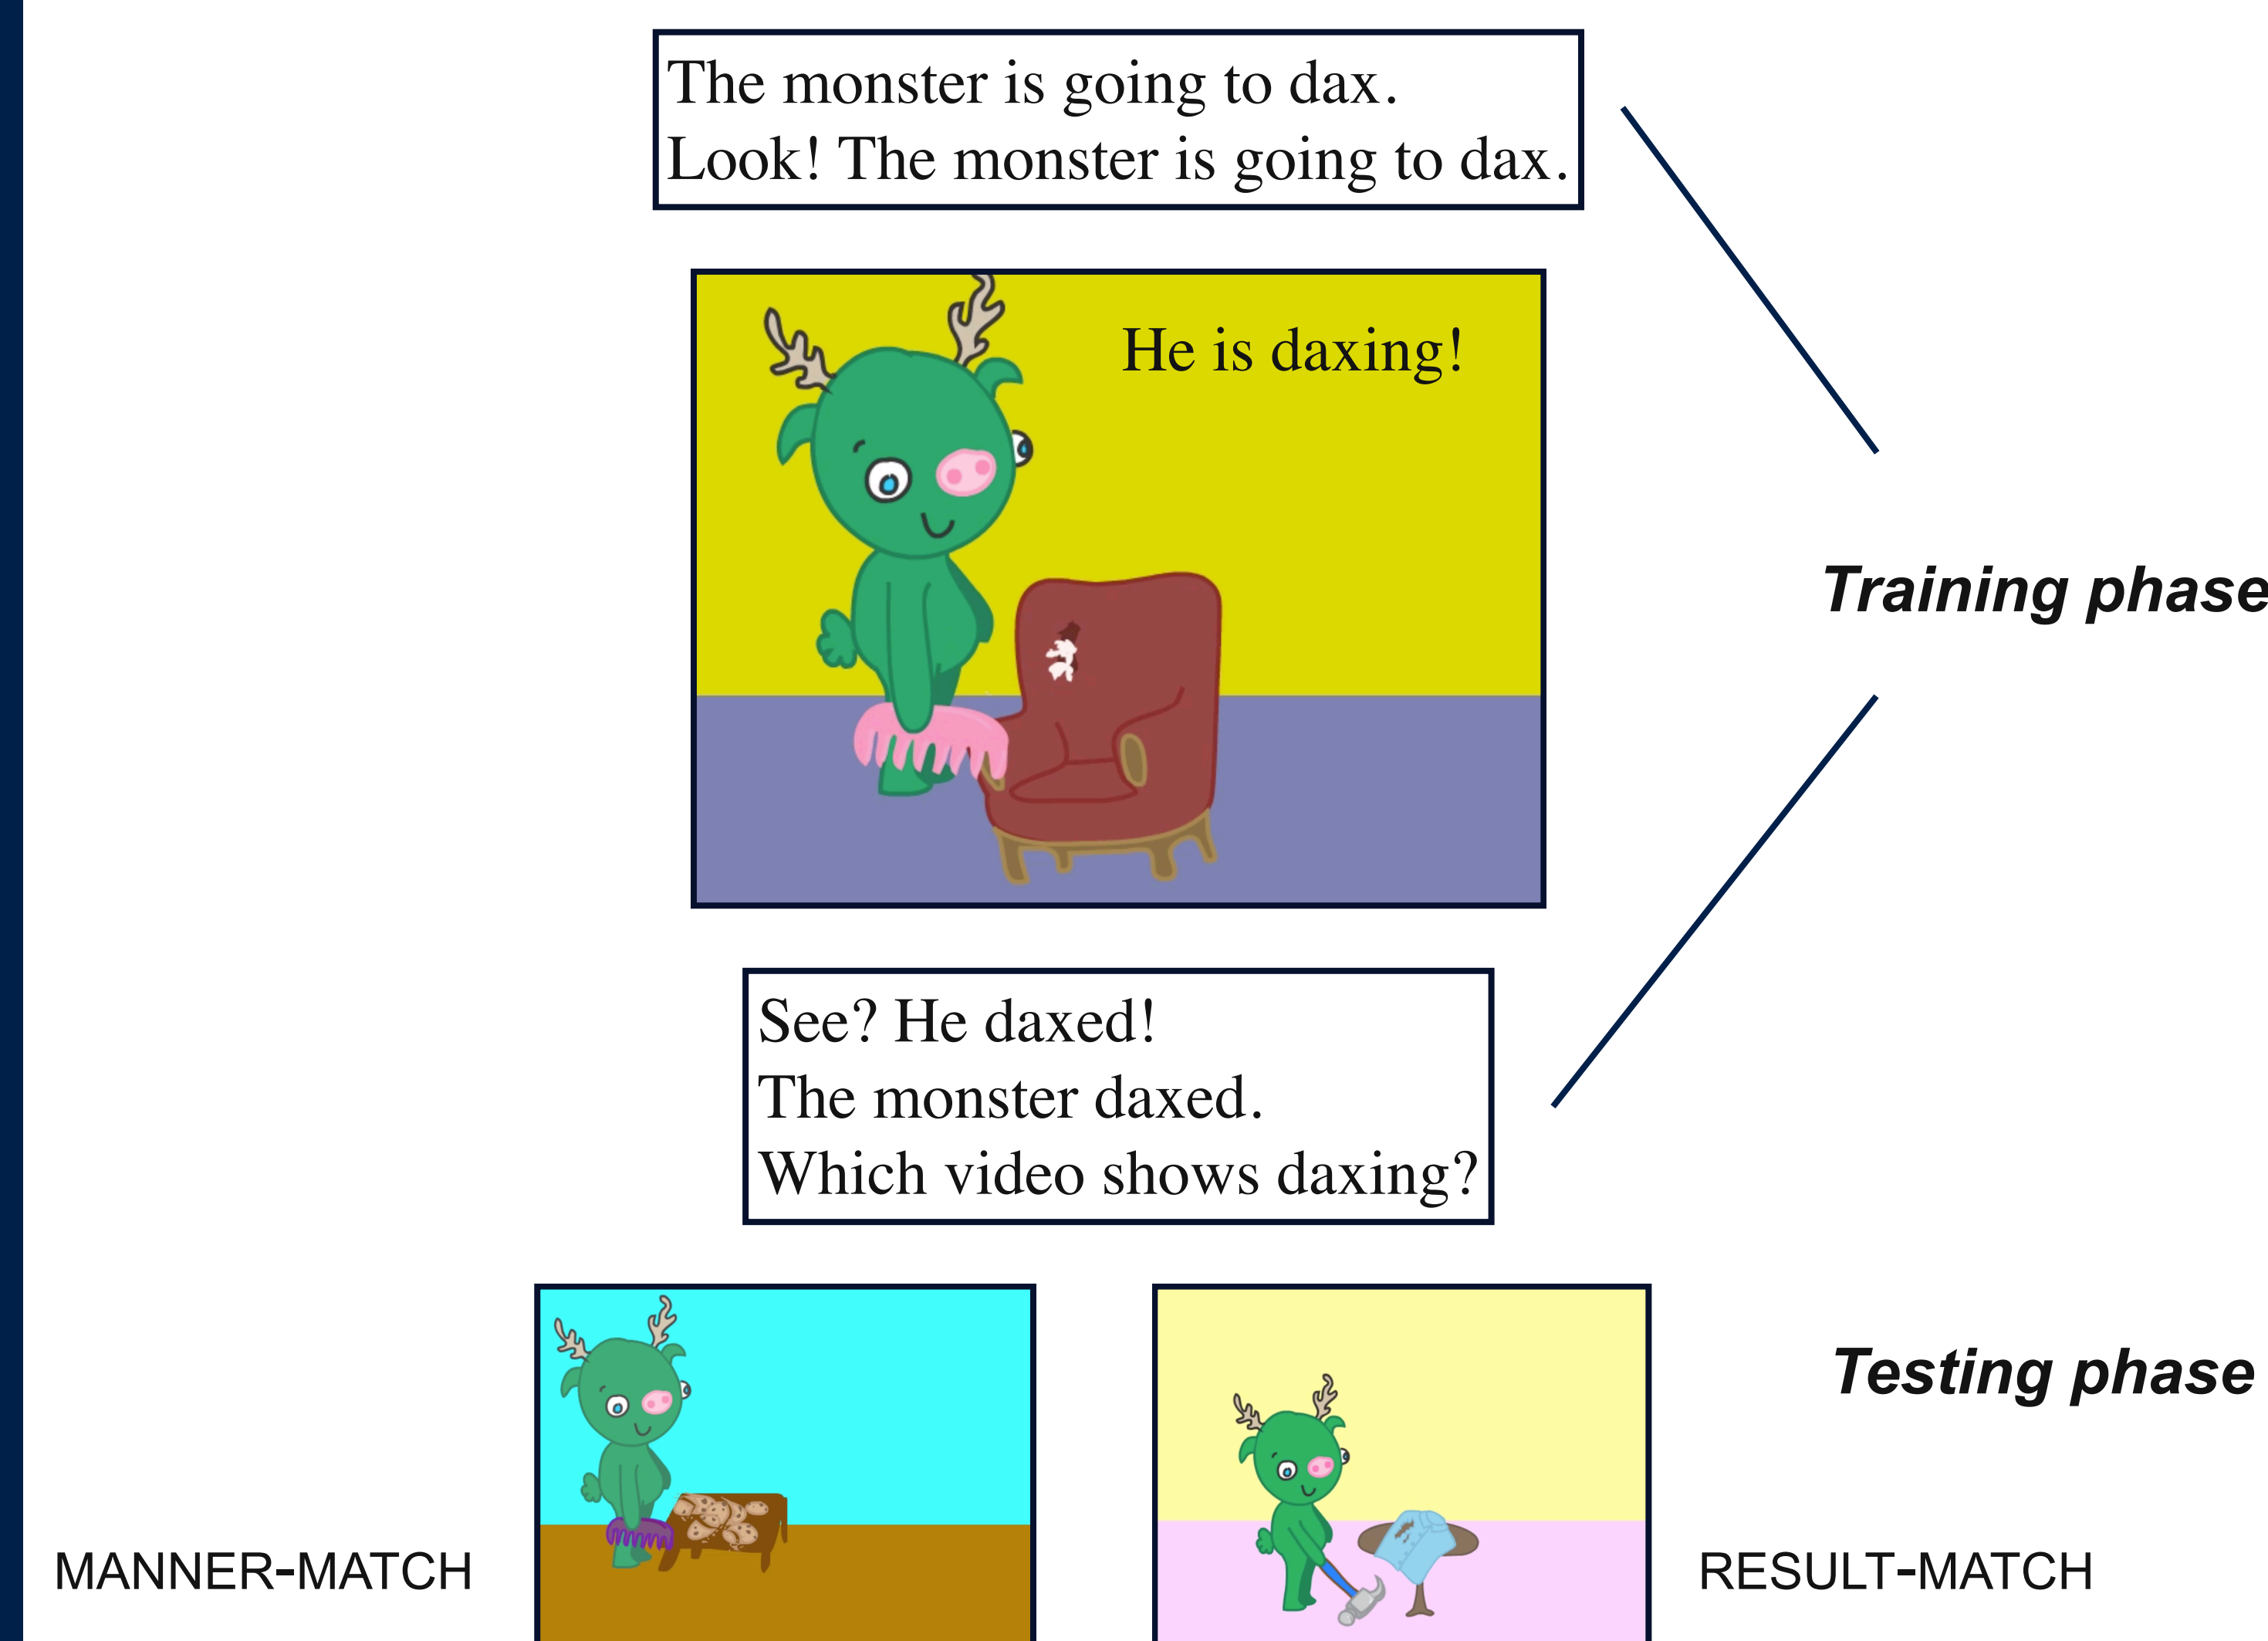 The monster is going to dax.
Look! The monster is going to dax.
He is daxing!
Training phase
See? He daxed!
The monster daxed.
Which video shows daxing?
Testing phase
MANNER-MATCH
RESULT-MATCH